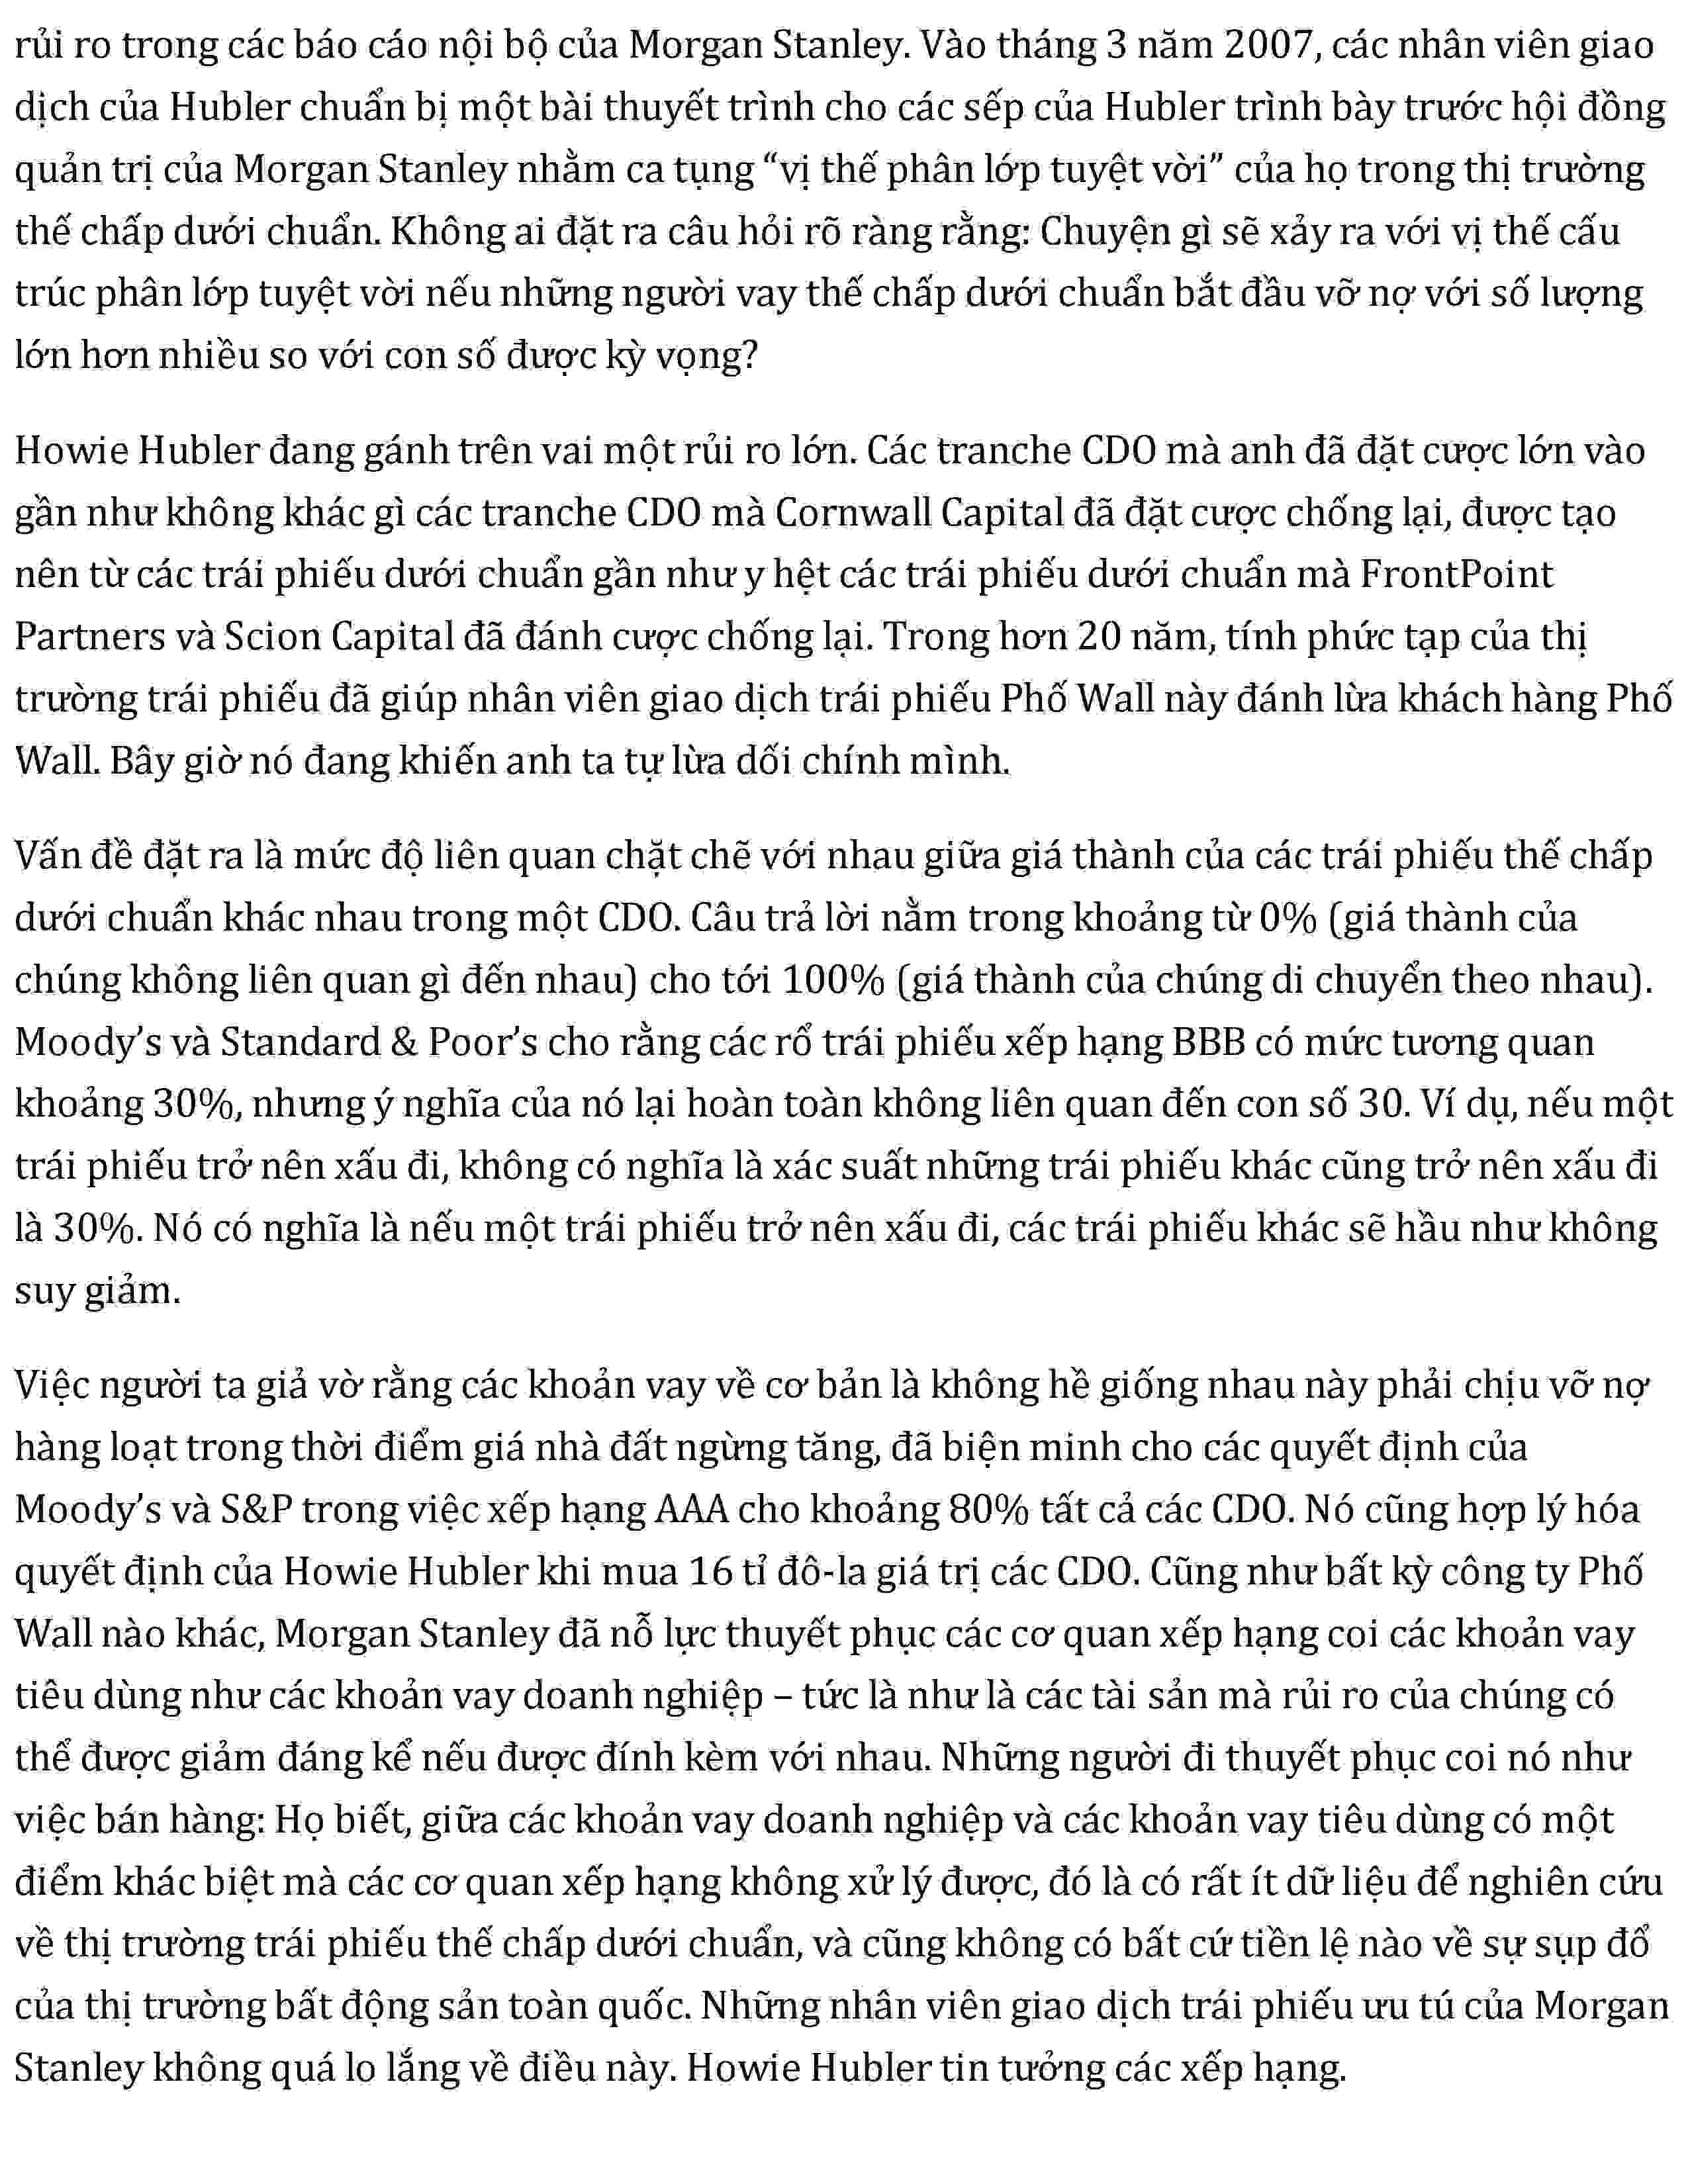 rủi ro trong các báo cáo nội bộ của Morgan Stanley. Vào tháng 3 năm 2007, các nhân viên giao
dịch của Hubler chuẩn bị một bài thuyết trình cho các sếp của Hubler trình bày trước hội đồng
quản trị của Morgan Stanley nhằm ca tụng “vị thế phân lớp tuyệt vời” của họ trong thị trường
thế chấp dưới chuẩn. Không ai đặt ra câu hỏi rõ ràng rằng: Chuyện gì sẽ xảy ra với vị thế cấu
trúc phân lớp tuyệt vời nếu những người vay thế chấp dưới chuẩn bắt đầu vỡ nợ với số lượng
lớn hơn nhiều so với con số được kỳ vọng?
Howie Hubler đang gánh trên vai một rủi ro lớn. Các tranche CDO mà anh đã đặt cược lớn vào
gần như không khác gì các tranche CDO mà Cornwall Capital đã đặt cược chống lại, được tạo
nên từ các trái phiếu dưới chuẩn gần như y hệt các trái phiếu dưới chuẩn mà FrontPoint
Partners và Scion Capital đã đánh cược chống lại. Trong hơn 20 năm, tính phức tạp của thị
trường trái phiếu đã giúp nhân viên giao dịch trái phiếu Phố Wall này đánh lừa khách hàng Phố
Wall. Bây giờ nó đang khiến anh ta tự lừa dối chính mình.
Vấn đề đặt ra là mức độ liên quan chặt chẽ với nhau giữa giá thành của các trái phiếu thế chấp
dưới chuẩn khác nhau trong một CDO. Câu trả lời nằm trong khoảng từ 0% (giá thành của
chúng không liên quan gì đến nhau) cho tới 100% (giá thành của chúng di chuyển theo nhau).
Moody’s và Standard & Poor’s cho rằng các rổ trái phiếu xếp hạng BBB có mức tương quan
khoảng 30%, nhưng ý nghĩa của nó lại hoàn toàn không liên quan đến con số 30. Ví dụ, nếu một
trái phiếu trở nên xấu đi, không có nghĩa là xác suất những trái phiếu khác cũng trở nên xấu đi
là 30%. Nó có nghĩa là nếu một trái phiếu trở nên xấu đi, các trái phiếu khác sẽ hầu như không
suy giảm.
Việc người ta giả vờ rằng các khoản vay về cơ bản là không hề giống nhau này phải chịu vỡ nợ
hàng loạt trong thời điểm giá nhà đất ngừng tăng, đã biện minh cho các quyết định của
Moody’s và S&P trong việc xếp hạng AAA cho khoảng 80% tất cả các CDO. Nó cũng hợp lý hóa
quyết định của Howie Hubler khi mua 16 tỉ đô-la giá trị các CDO. Cũng như bất kỳ công ty Phố
Wall nào khác, Morgan Stanley đã nỗ lực thuyết phục các cơ quan xếp hạng coi các khoản vay
tiêu dùng như các khoản vay doanh nghiệp – tức là như là các tài sản mà rủi ro của chúng có
thể được giảm đáng kể nếu được đính kèm với nhau. Những người đi thuyết phục coi nó như
việc bán hàng: Họ biết, giữa các khoản vay doanh nghiệp và các khoản vay tiêu dùng có một
điểm khác biệt mà các cơ quan xếp hạng không xử lý được, đó là có rất ít dữ liệu để nghiên cứu
về thị trường trái phiếu thế chấp dưới chuẩn, và cũng không có bất cứ tiền lệ nào về sự sụp đổ
của thị trường bất động sản toàn quốc. Những nhân viên giao dịch trái phiếu ưu tú của Morgan
Stanley không quá lo lắng về điều này. Howie Hubler tin tưởng các xếp hạng.